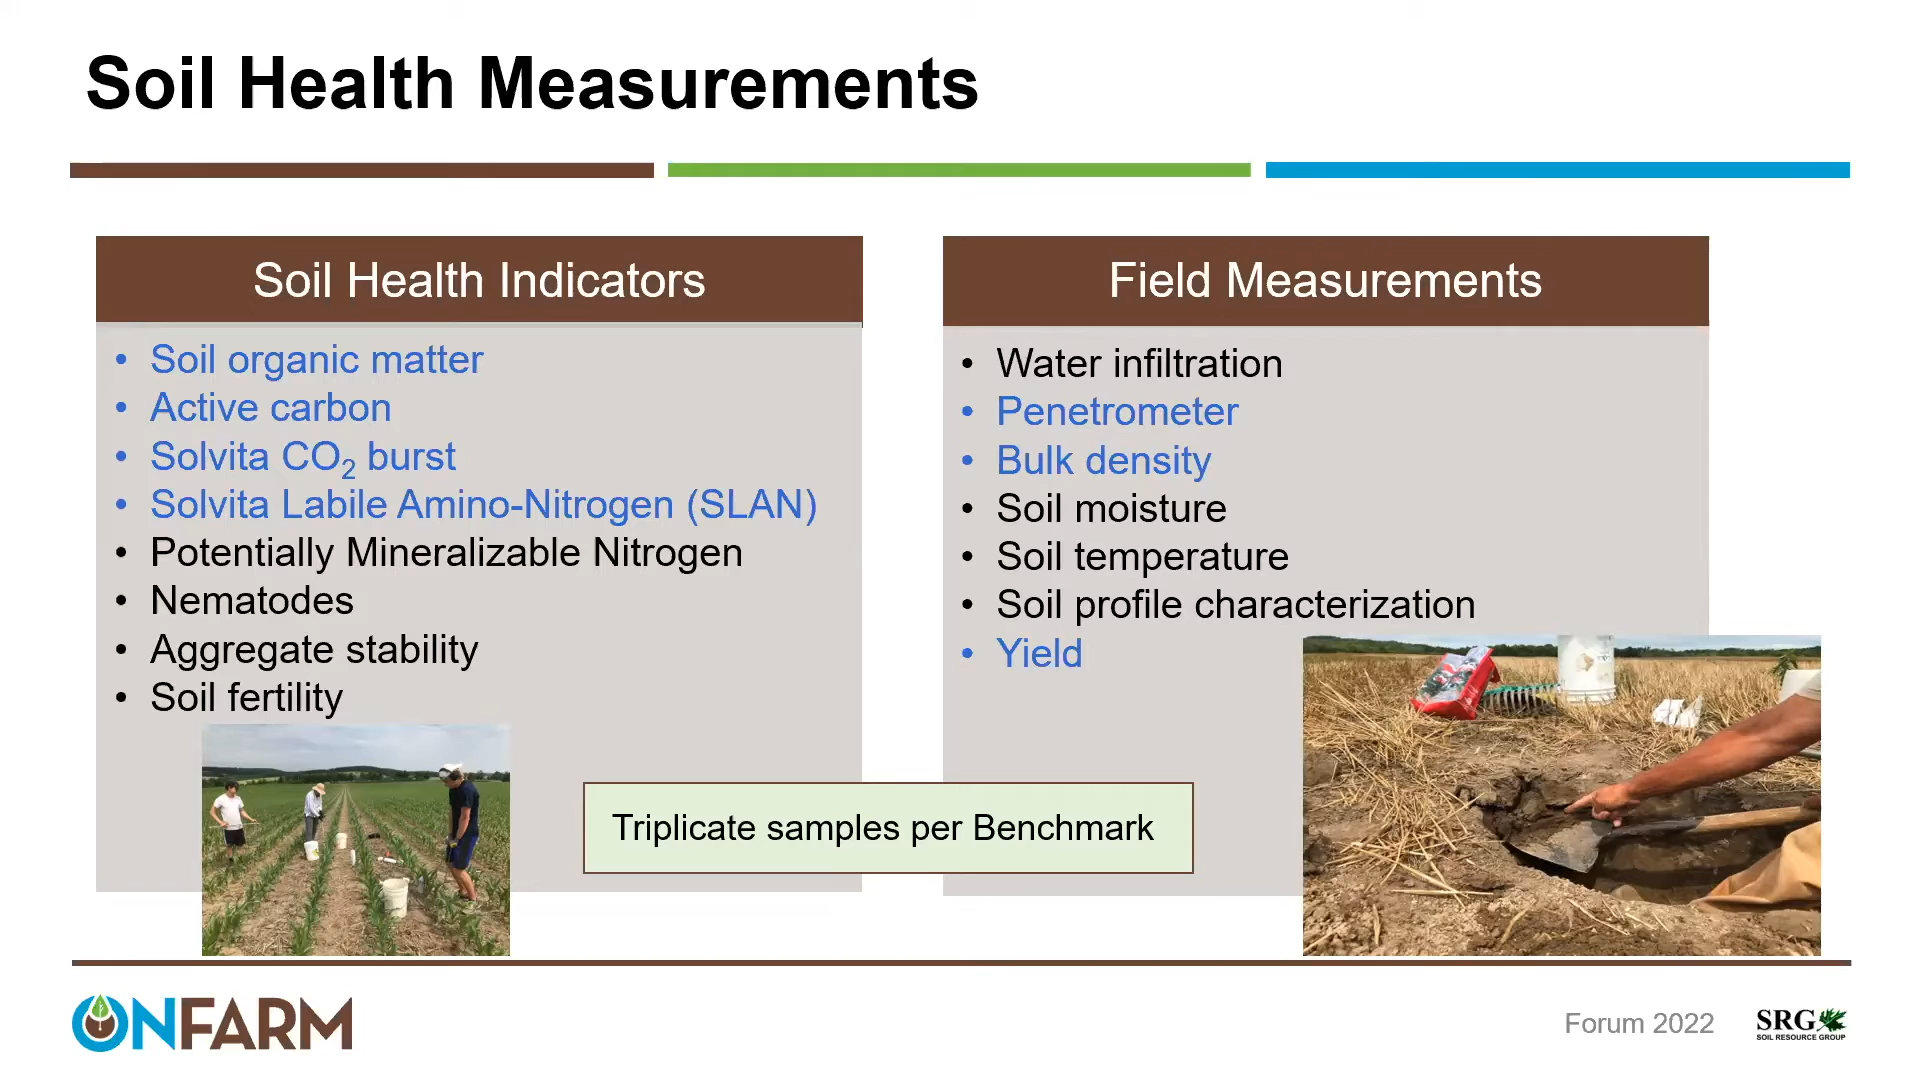 Soil Health Measurements
Soil Health Indicators
• Soil organic matter
• Active carbon
• Solvita CO₂ burst
• Solvita Labile Amino-Nitrogen (SLAN)
• Potentially Mineralizable Nitrogen
• Nematodes
• Aggregate stability
• Soil fertility
Field Measurements
• Water infiltration
• Penetrometer
• Bulk density
• Soil moisture
• Soil temperature
• Soil profile characterization
• Yield
Triplicate samples per Benchmark
ONFARM
Forum 2022
SRG
SOIL RESOURCE GROUP